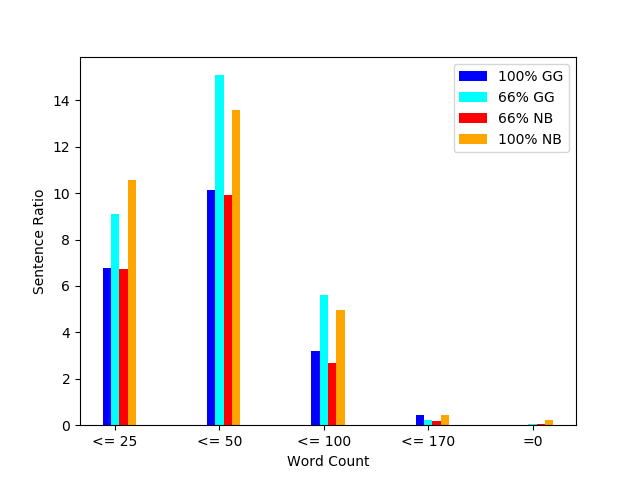 100% GG
66% GG
66% NB
100% NB
14
12
10
8
6
4
2
0
Sentence Ratio
<= 25 <= 50 <= 100 <= 170 =0
Word Count